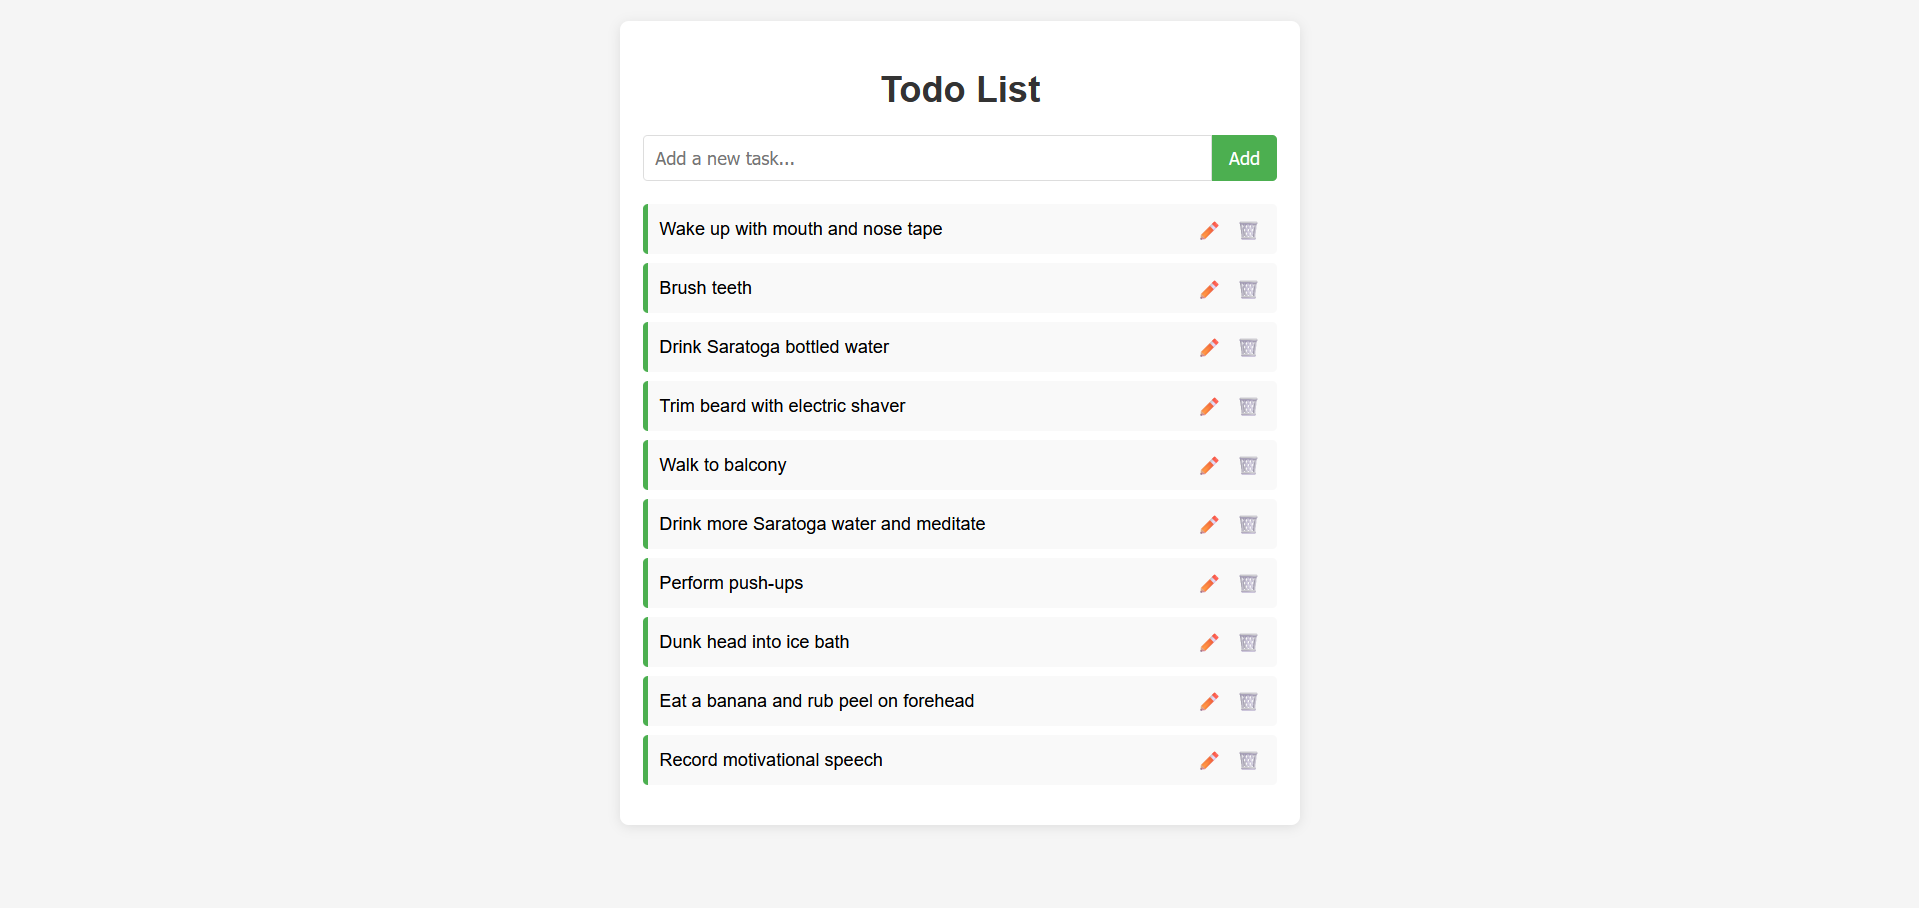 Todo List
Add a new task...
Add
Wake up with mouth and nose tape
Brush teeth
Drink Saratoga bottled water
Trim beard with electric shaver
Walk to balcony
Drink more Saratoga water and meditate
Perform push-ups
Dunk head into ice bath
Eat a banana and rub peel on forehead
Record motivational speech